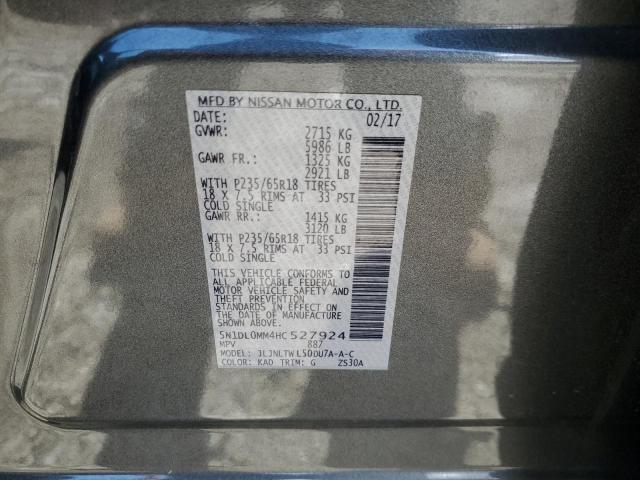 MFD BY NISSAN MOTOR CO., LTD.
DATE: 02/17
GVWR: 2715 KG
5986 LB
GAWR FR.: 1325 KG
2921 LB
WITH P235/65R18 TIRES
18 X 7.5 RIMS AT 33 PSI
COLD SINGLE
GAWR RR.: 1415 KG
3120 LB
WITH P235/65R18 TIRES
18 X 7.5 RIMS AT 33 PSI
COLD SINGLE
THIS VEHICLE CONFORMS TO
ALL APPLICABLE FEDERAL
MOTOR VEHICLE SAFETY AND
THEFT PREVENTION
STANDARDS IN EFFECT ON
THE DATE OF MANUFACTURE
SHOWN ABOVE.
5N1DL0MM4HC527924
MPV 887
MODEL: JLJNLTWL50DU7A-A-C
COLOR: KAD TRIM: G ZS30A